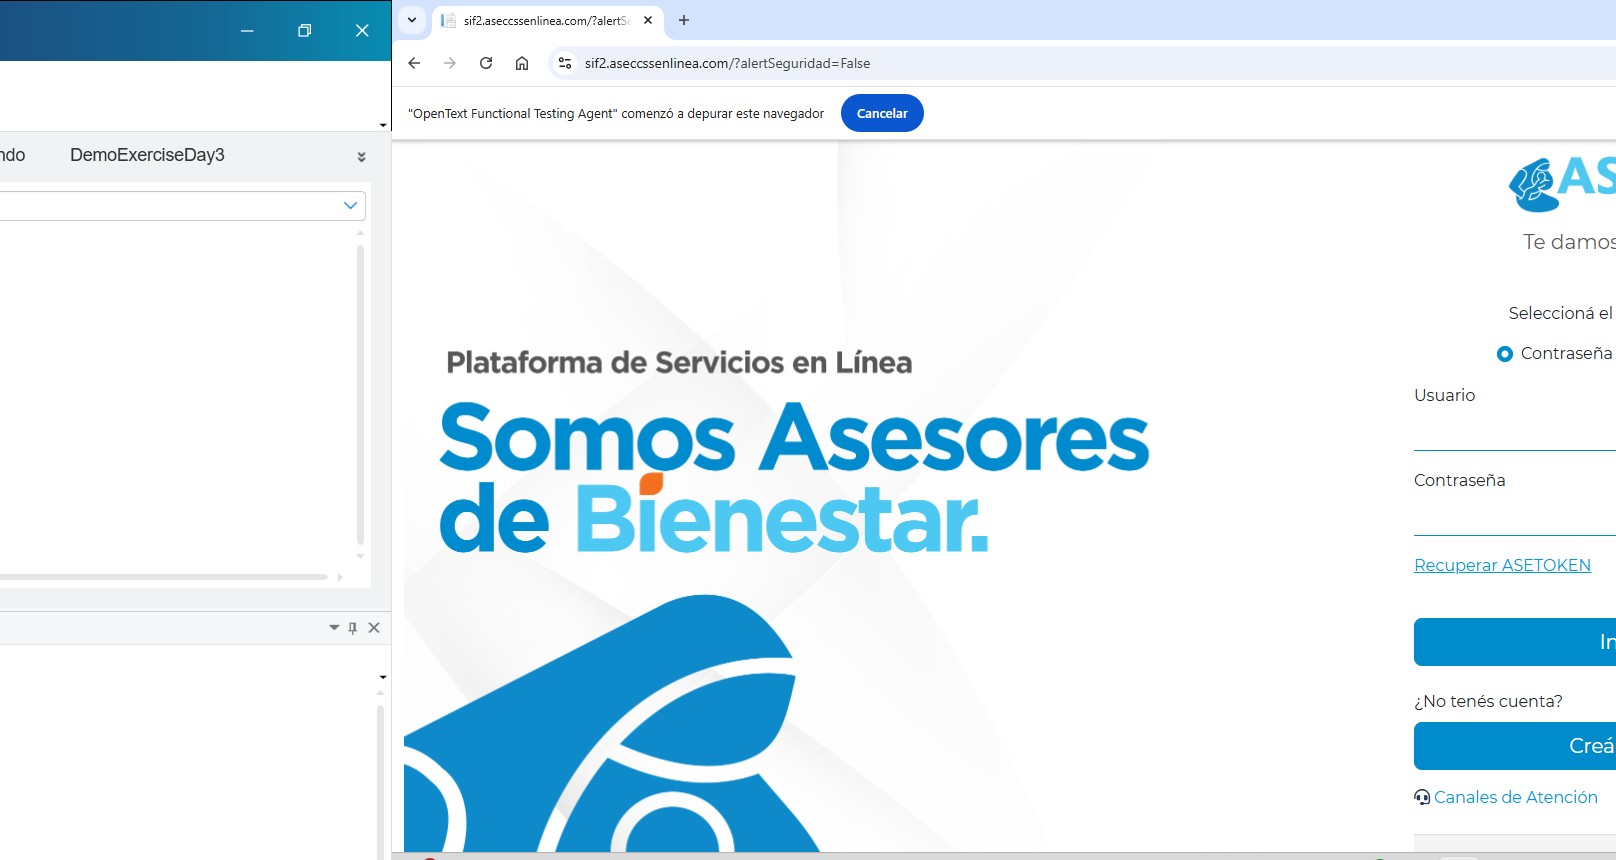 sif2.aseccssenlinea.com/?alertSe
sif2.aseccssenlinea.com/?alertSeguridad=False
"OpenText Functional Testing Agent" comenzó a depurar este navegador
Cancelar
ndo
DemoExerciseDay3
AS
Te damos
Plataforma de Servicios en Línea
Somos Asesores
de Bienestar.
Seleccioná el
Contraseña
Usuario
Contraseña
Recuperar ASETOKEN
In
¿No tenés cuenta?
Creá
Canales de Atención